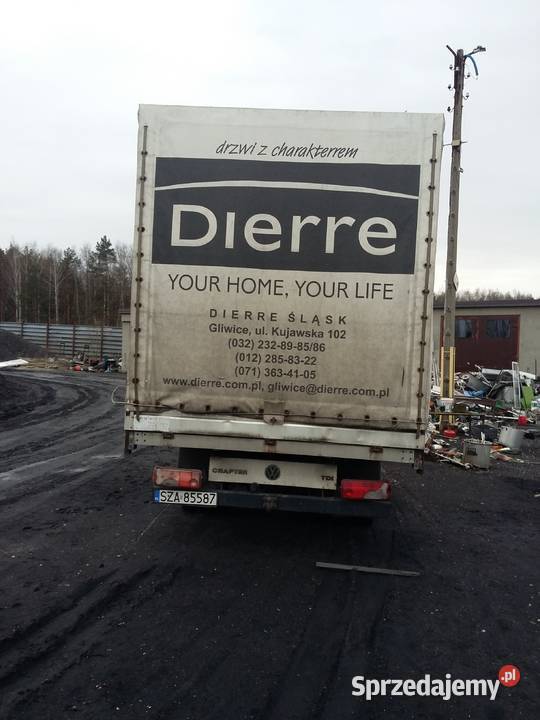 drzwi z charakterrem
Dierre
YOUR HOME, YOUR LIFE
DIERRE ŚLĄSK
Gliwice, ul. Kujawska 102
(032) 232-89-85/86
(012) 285-83-22
(071) 363-41-05
www.dierre.com.pl, gliwice@dierre.com.pl
CRAFTER TDI
SZA 85587
Sprzedajemy.pl